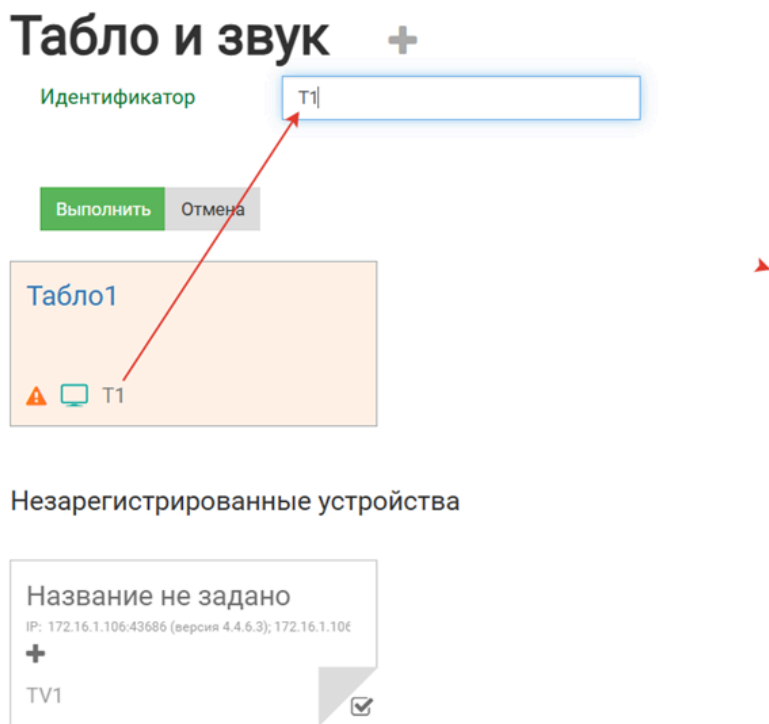 Табло и звук
Идентификатор T1
Выполнить Отмена
Табло1
T1
Незарегистрированные устройства
Название не задано
IP: 172.16.1.106:43686 (версия 4.4.6.3); 172.16.1.106
TV1